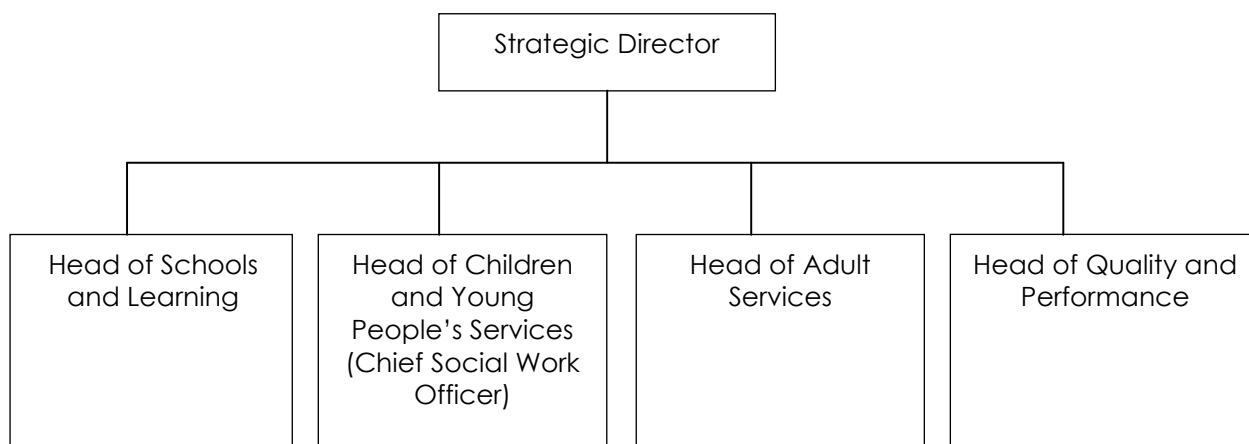 Strategic Director
Head of Schools
and Learning
Head of Children
and Young
People’s Services
(Chief Social Work
Officer)
Head of Adult
Services
Head of Quality and
Performance